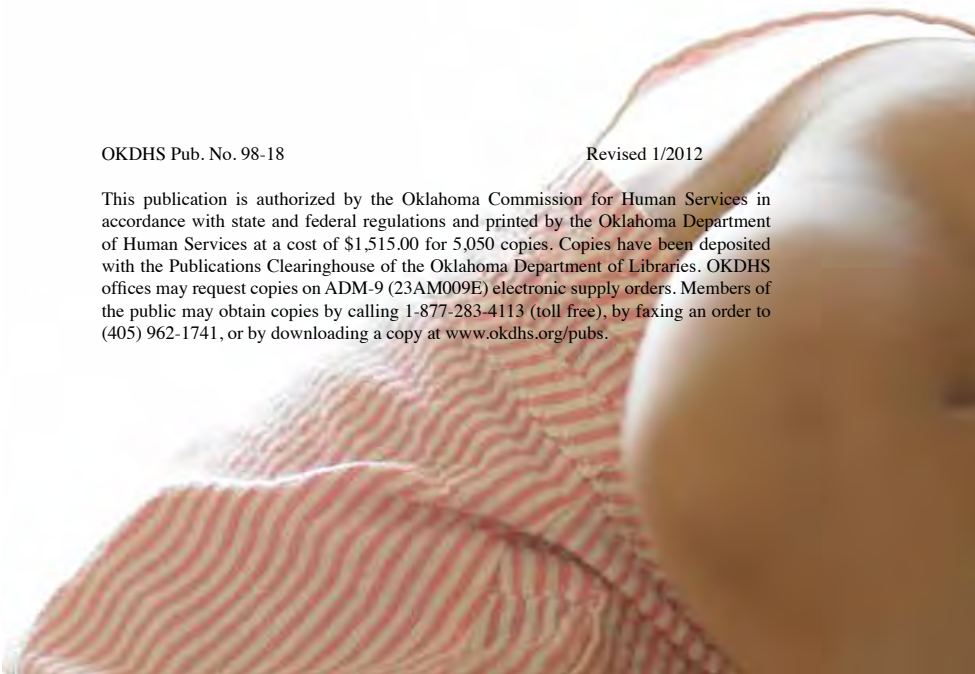 OKDHS Pub. No. 98-18 Revised 1/2012
This publication is authorized by the Oklahoma Commission for Human Services in
accordance with state and federal regulations and printed by the Oklahoma Department
of Human Services at a cost of $1,515.00 for 5,050 copies. Copies have been deposited
with the Publications Clearinghouse of the Oklahoma Department of Libraries. OKDHS
offices may request copies on ADM-9 (23AM009E) electronic supply orders. Members of
the public may obtain copies by calling 1-877-283-4113 (toll free), by faxing an order to
(405) 962-1741, or by downloading a copy at www.okdhs.org/pubs.